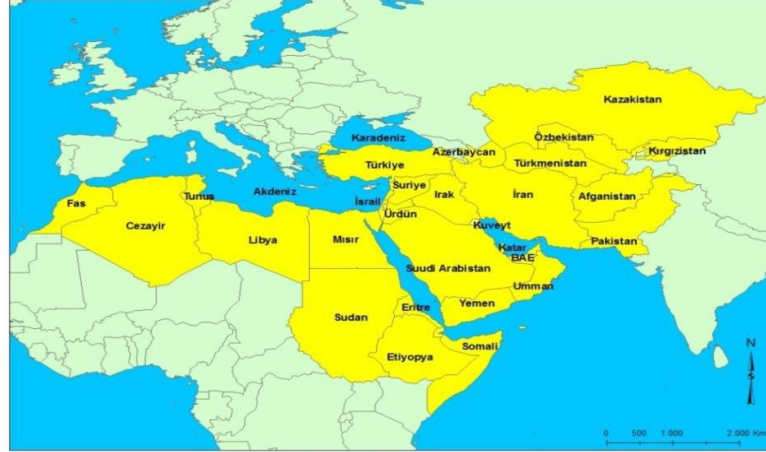 Kazakistan
Karadeniz
Özbekistan
Azerbaycan
Kırgızistan
Türkiye
Türkmenistan
Suriye
Akdeniz
Tunus
Irak
İran
Afganistan
Fas
İsrail
Ürdün
Cezayir
Kuveyt
Libya
Mısır
Katar
Pakistan
BAE
Suudi Arabistan
Umman
Yemen
Eritre
Sudan
Somali
Etiyopya
N
0 500 1.000 2.000 Km